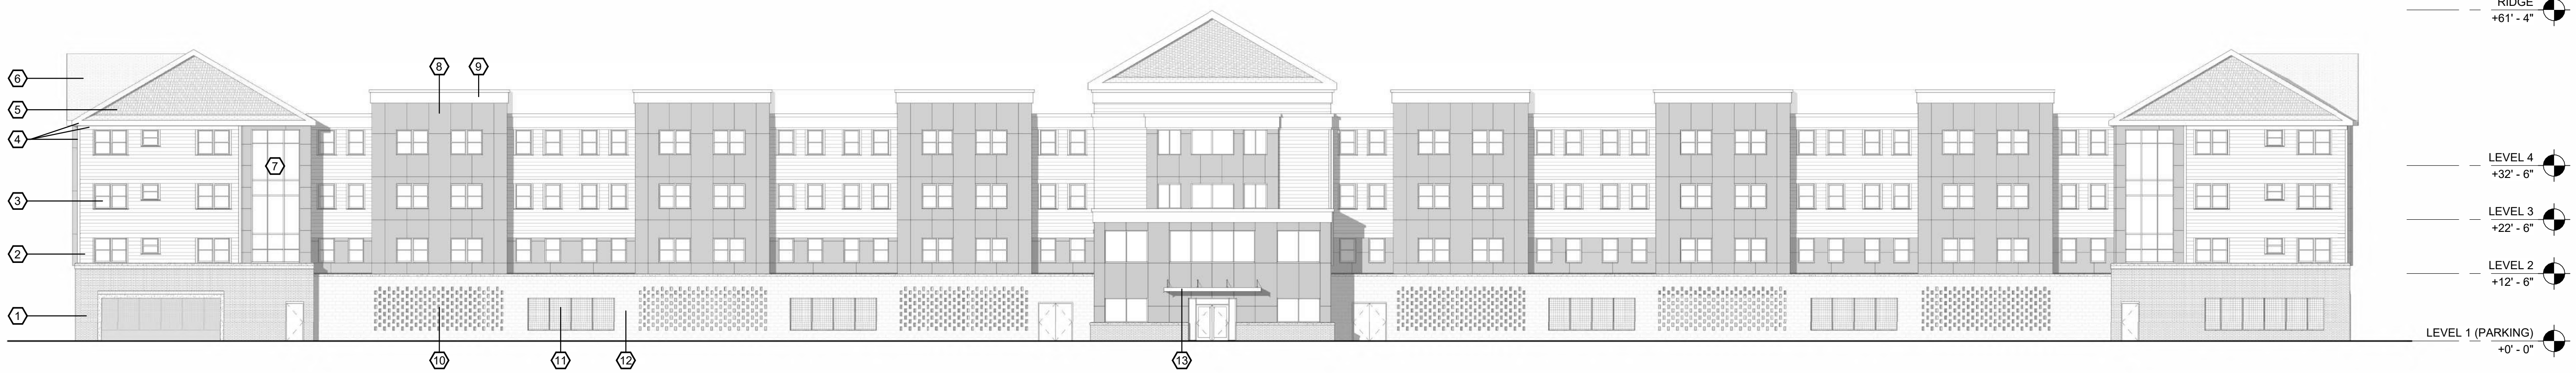 RIDGE
+61' - 4"
8
9
6
5
4
7
LEVEL 4
+32' - 6"
3
LEVEL 3
+22' - 6"
2
LEVEL 2
+12' - 6"
1
LEVEL 1 (PARKING)
+0' - 0"
10
11
12
13